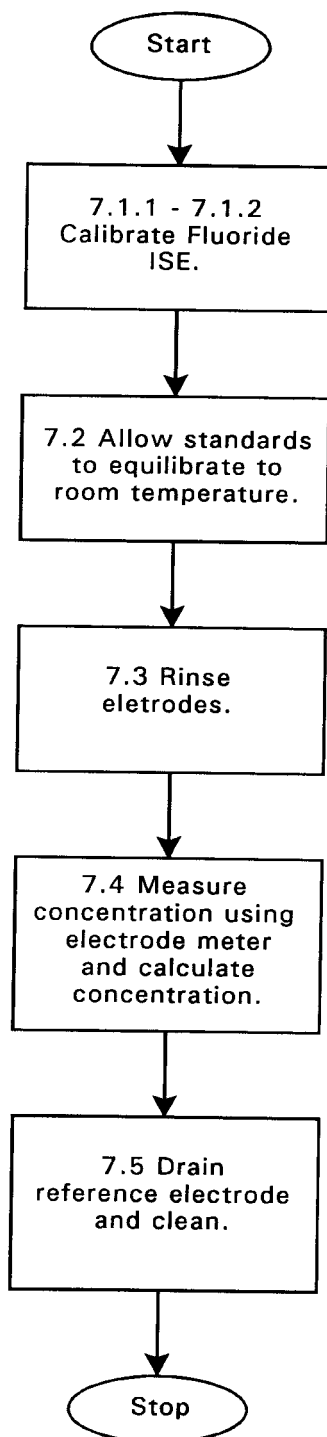 Start
7.1.1 - 7.1.2
Calibrate Fluoride
ISE.
7.2 Allow standards
to equilibrate to
room temperature.
7.3 Rinse
eletrodes.
7.4 Measure
concentration using
electrode meter
and calculate
concentration.
7.5 Drain
reference electrode
and clean.
Stop